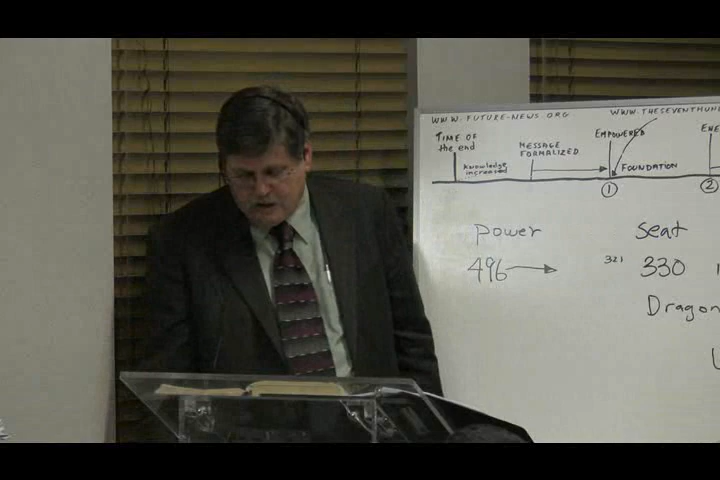 WWW. FUTURE-NEWS.ORG WWW.THESEVENTHUN
TIME OF
the end
Knowledge
increased
MESSAGE
FORMALIZED
EMPOWERED
FOUNDATION
ENE
1
2
power
seat
496
321
330
Dragon